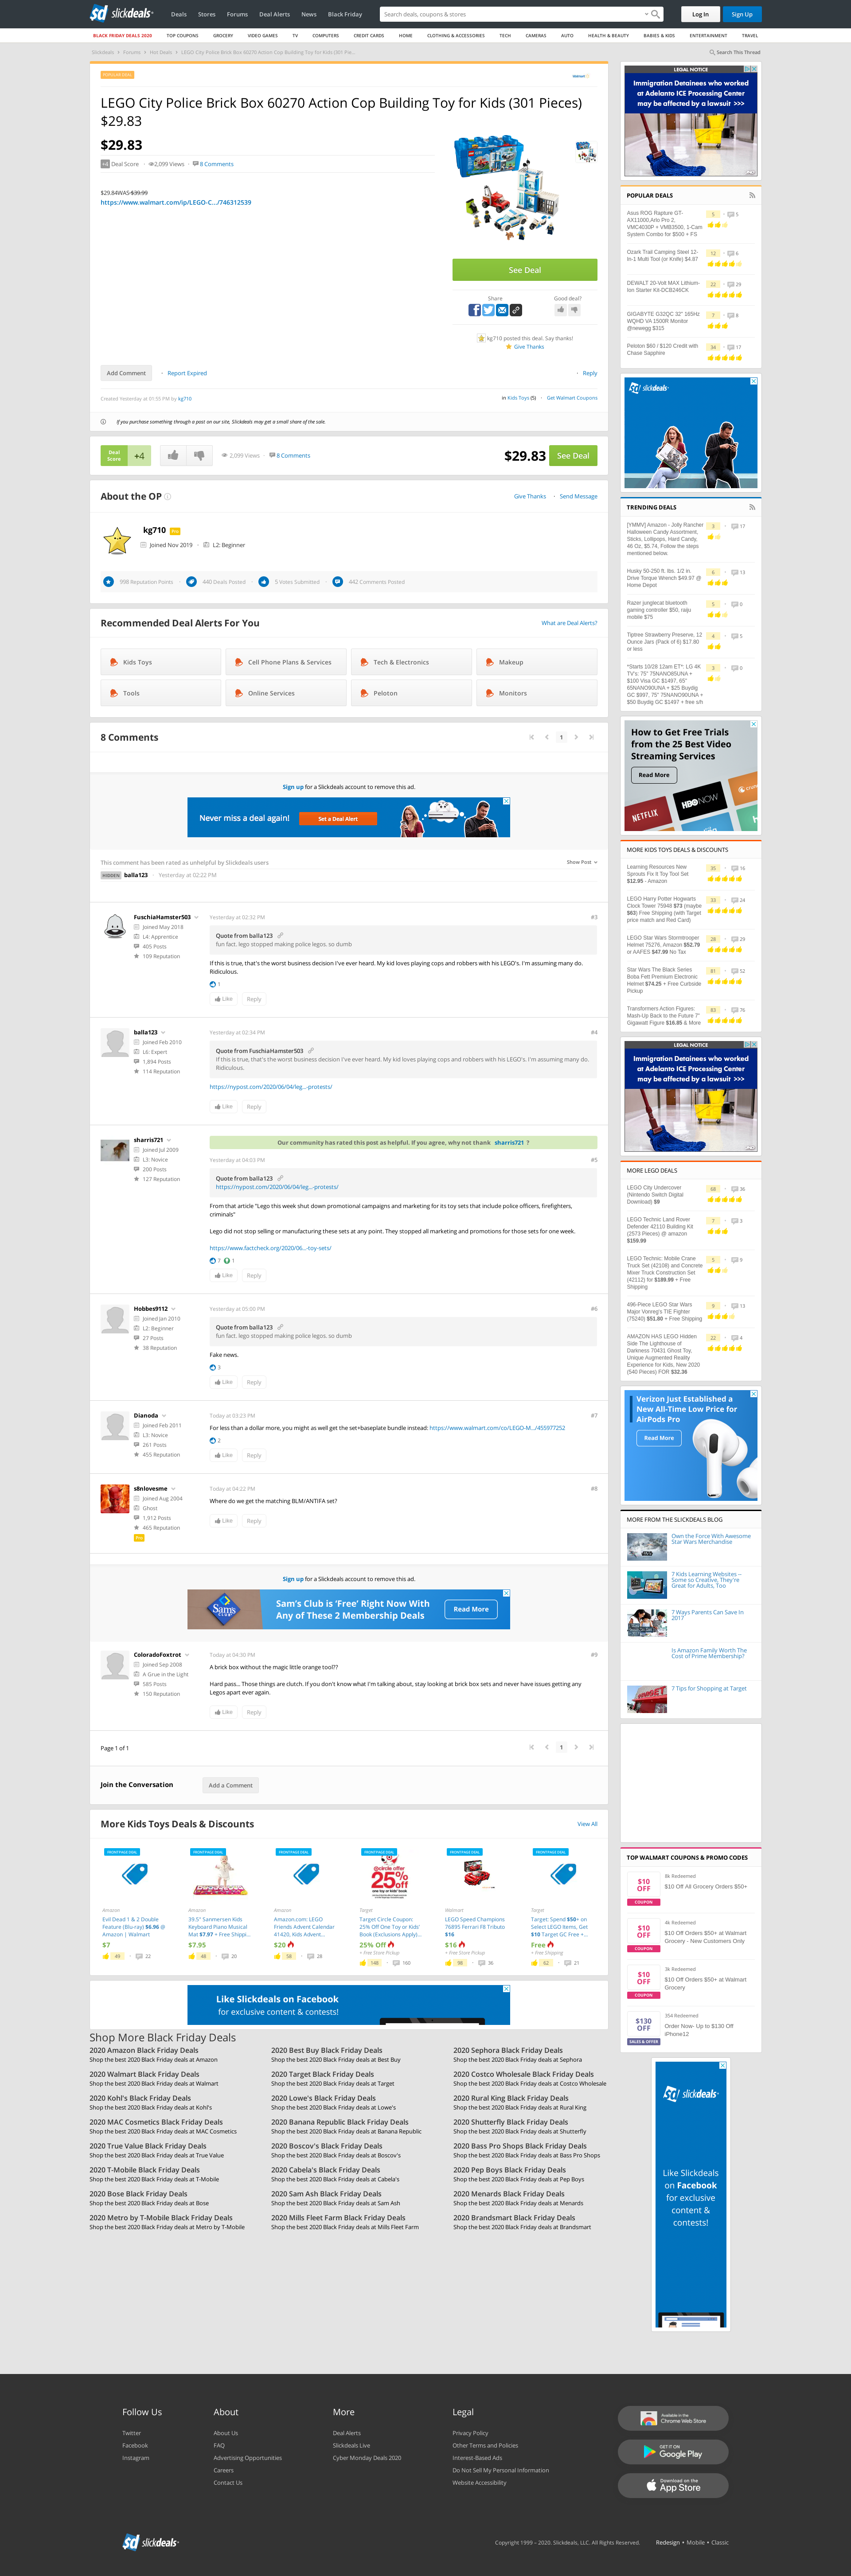 slickdeals
Deals Stores Forums Deal Alerts News Black Friday
Search deals, coupons & stores
Log In Sign Up
BLACK FRIDAY DEALS 2020 TOP COUPONS GROCERY VIDEO GAMES TV COMPUTERS CREDIT CARDS HOME CLOTHING & ACCESSORIES TECH CAMERAS AUTO HEALTH & BEAUTY BABIES & KIDS ENTERTAINMENT TRAVEL
Slickdeals > Forums > Hot Deals > LEGO City Police Brick Box 60270 Action Cop Building Toy for Kids (301 Pie...
Search This Thread
POPULAR DEAL
Walmart
LEGO City Police Brick Box 60270 Action Cop Building Toy for Kids (301 Pieces)
$29.83
$29.83
+4 Deal Score 2,099 Views 8 Comments
$29.84WAS $39.99
https://www.walmart.com/ip/LEGO-C.../746312539
See Deal
Share Good deal?
kg710 posted this deal. Say thanks!
Give Thanks
Add Comment Report Expired Reply
Created Yesterday at 01:55 PM by kg710
in Kids Toys (5) Get Walmart Coupons
If you purchase something through a post on our site, Slickdeals may get a small share of the sale.
Deal Score +4 2,099 Views 8 Comments $29.83 See Deal
About the OP
Give Thanks Send Message
kg710 Pro
Joined Nov 2019 L2: Beginner
998 Reputation Points 440 Deals Posted 5 Votes Submitted 442 Comments Posted
Recommended Deal Alerts For You
What are Deal Alerts?
Kids Toys Cell Phone Plans & Services Tech & Electronics Makeup
Tools Online Services Peloton Monitors
8 Comments
1
Sign up for a Slickdeals account to remove this ad.
Never miss a deal again! Set a Deal Alert
This comment has been rated as unhelpful by Slickdeals users
Show Post
HIDDEN balla123 Yesterday at 02:22 PM
FuschiaHamster503
Joined May 2018
L4: Apprentice
405 Posts
109 Reputation
Yesterday at 02:32 PM #3
Quote from balla123
fun fact. lego stopped making police legos. so dumb
If this is true, that's the worst business decision I've ever heard. My kid loves playing cops and robbers with his LEGO's. I'm assuming many do.
Ridiculous.
1
Like Reply
balla123
Joined Feb 2010
L6: Expert
1,894 Posts
114 Reputation
Yesterday at 02:34 PM #4
Quote from FuschiaHamster503
If this is true, that's the worst business decision I've ever heard. My kid loves playing cops and robbers with his LEGO's. I'm assuming many do.
Ridiculous.
https://nypost.com/2020/06/04/leg...-protests/
Like Reply
sharris721
Joined Jul 2009
L3: Novice
200 Posts
127 Reputation
Our community has rated this post as helpful. If you agree, why not thank sharris721 ?
Yesterday at 04:03 PM #5
Quote from balla123
https://nypost.com/2020/06/04/leg...-protests/
From that article "Lego this week shut down promotional campaigns and marketing for its toy sets that include police officers, firefighters,
criminals"
Lego did not stop selling or manufacturing these sets at any point. They stopped all marketing and promotions for those sets for one week.
https://www.factcheck.org/2020/06...-toy-sets/
7 1
Like Reply
Hobbes9112
Joined Jan 2010
L2: Beginner
27 Posts
38 Reputation
Yesterday at 05:00 PM #6
Quote from balla123
fun fact. lego stopped making police legos. so dumb
Fake news.
3
Like Reply
Dianoda
Joined Feb 2011
L3: Novice
261 Posts
455 Reputation
Today at 03:23 PM #7
For less than a dollar more, you might as well get the set+baseplate bundle instead: https://www.walmart.com/co/LEGO-M.../455977252
2
Like Reply
s8nlovesme
Joined Aug 2004
Ghost
1,912 Posts
465 Reputation
Pro
Today at 04:22 PM #8
Where do we get the matching BLM/ANTIFA set?
Like Reply
Sign up for a Slickdeals account to remove this ad.
Sam's Club
Sam's Club is 'Free' Right Now With
Any of These 2 Membership Deals
Read More
ColoradoFoxtrot
Joined Sep 2008
A Grue in the Light
585 Posts
150 Reputation
Today at 04:30 PM #9
A brick box without the magic little orange tool??
Hard pass... Those things are clutch. If you don't know what I'm talking about, stay looking at brick box sets and never have issues getting any
Legos apart ever again.
Like Reply
Page 1 of 1
1
Join the Conversation Add a Comment
More Kids Toys Deals & Discounts
View All
FRONTPAGE DEAL
Amazon
Evil Dead 1 & 2 Double
Feature (Blu-ray) $6.96 @
Amazon | Walmart
$7
49 22
FRONTPAGE DEAL
Amazon
39.5" Sanmersen Kids
Keyboard Piano Musical
Mat $7.97 + Free Shippi...
$7.95
48 20
FRONTPAGE DEAL
Amazon
Amazon.com: LEGO
Friends Advent Calendar
41420, Kids Advent...
$20
58 28
FRONTPAGE DEAL
circle offer
25% off
Target
Target Circle Coupon:
25% Off One Toy or Kids'
Book (Exclusions Apply)...
25% Off
+ Free Store Pickup
148 160
FRONTPAGE DEAL
Walmart
LEGO Speed Champions
76895 Ferrari F8 Tributo
$16
$16
+ Free Store Pickup
98 36
FRONTPAGE DEAL
Target
Target: Spend $50+ on
Select LEGO Items, Get
$10 Target GC Free +...
Free
+ Free Shipping
62 21
Like Slickdeals on Facebook
for exclusive content & contests!
Shop More Black Friday Deals
2020 Amazon Black Friday Deals
Shop the best 2020 Black Friday deals at Amazon
2020 Best Buy Black Friday Deals
Shop the best 2020 Black Friday deals at Best Buy
2020 Sephora Black Friday Deals
Shop the best 2020 Black Friday deals at Sephora
2020 Walmart Black Friday Deals
Shop the best 2020 Black Friday deals at Walmart
2020 Target Black Friday Deals
Shop the best 2020 Black Friday deals at Target
2020 Costco Wholesale Black Friday Deals
Shop the best 2020 Black Friday deals at Costco Wholesale
2020 Kohl's Black Friday Deals
Shop the best 2020 Black Friday deals at Kohl's
2020 Lowe's Black Friday Deals
Shop the best 2020 Black Friday deals at Lowe's
2020 Rural King Black Friday Deals
Shop the best 2020 Black Friday deals at Rural King
2020 MAC Cosmetics Black Friday Deals
Shop the best 2020 Black Friday deals at MAC Cosmetics
2020 Banana Republic Black Friday Deals
Shop the best 2020 Black Friday deals at Banana Republic
2020 Shutterfly Black Friday Deals
Shop the best 2020 Black Friday deals at Shutterfly
2020 True Value Black Friday Deals
Shop the best 2020 Black Friday deals at True Value
2020 Boscov's Black Friday Deals
Shop the best 2020 Black Friday deals at Boscov's
2020 Bass Pro Shops Black Friday Deals
Shop the best 2020 Black Friday deals at Bass Pro Shops
2020 T-Mobile Black Friday Deals
Shop the best 2020 Black Friday deals at T-Mobile
2020 Cabela's Black Friday Deals
Shop the best 2020 Black Friday deals at Cabela's
2020 Pep Boys Black Friday Deals
Shop the best 2020 Black Friday deals at Pep Boys
2020 Bose Black Friday Deals
Shop the best 2020 Black Friday deals at Bose
2020 Sam Ash Black Friday Deals
Shop the best 2020 Black Friday deals at Sam Ash
2020 Menards Black Friday Deals
Shop the best 2020 Black Friday deals at Menards
2020 Metro by T-Mobile Black Friday Deals
Shop the best 2020 Black Friday deals at Metro by T-Mobile
2020 Mills Fleet Farm Black Friday Deals
Shop the best 2020 Black Friday deals at Mills Fleet Farm
2020 Brandsmart Black Friday Deals
Shop the best 2020 Black Friday deals at Brandsmart
LEGAL NOTICE
Immigration Detainees who worked
at Adelanto ICE Processing Center
may be affected by a lawsuit >>>
POPULAR DEALS
Asus ROG Rapture GT-
AX11000,Arlo Pro 2,
VMC4030P + VMB3500, 1-Cam
System Combo for $500 + FS
5 5
Ozark Trail Camping Steel 12-
In-1 Multi Tool (or Knife) $4.87
12 6
DEWALT 20-Volt MAX Lithium-
Ion Starter Kit-DCB246CK
22 29
GIGABYTE G32QC 32" 165Hz
WQHD VA 1500R Monitor
@newegg $315
7 8
Peloton $60 / $120 Credit with
Chase Sapphire
34 17
slickdeals
TRENDING DEALS
[YMMV] Amazon - Jolly Rancher
Halloween Candy Assortment.
Sticks, Lollipops, Hard Candy,
46 Oz, $5.74, Follow the steps
mentioned below.
3 17
Husky 50-250 ft. lbs. 1/2 in.
Drive Torque Wrench $49.97 @
Home Depot
6 13
Razer junglecat bluetooth
gaming controller $50, raiju
mobile $75
5 0
Tiptree Strawberry Preserve, 12
Ounce Jars (Pack of 6) $17.80
or less
4 5
*Starts 10/28 12am ET*: LG 4K
TV's: 75" 75NANO85UNA +
$100 Visa GC $1497, 65"
65NANO90UNA + $25 Buydig
GC $997, 75" 75NANO90UNA +
$50 Buydig GC $1497 + free s/h
3 0
How to Get Free Trials
from the 25 Best Video
Streaming Services
Read More
NETFLIX HBO NOW
MORE KIDS TOYS DEALS & DISCOUNTS
Learning Resources New
Sprouts Fix It Toy Tool Set
$12.95 - Amazon
35 16
LEGO Harry Potter Hogwarts
Clock Tower 75948 $73 (maybe
$63) Free Shipping (with Target
price match and Red Card)
33 24
LEGO Star Wars Stormtrooper
Helmet 75276, Amazon $52.79
or AAFES $47.99 No Tax
28 29
Star Wars The Black Series
Boba Fett Premium Electronic
Helmet $74.25 + Free Curbside
Pickup
81 52
Transformers Action Figures:
Mash-Up Back to the Future 7"
Gigawatt Figure $16.85 & More
83 76
LEGAL NOTICE
Immigration Detainees who worked
at Adelanto ICE Processing Center
may be affected by a lawsuit >>>
MORE LEGO DEALS
LEGO City Undercover
(Nintendo Switch Digital
Download) $9
68 36
LEGO Technic Land Rover
Defender 42110 Building Kit
(2573 Pieces) @ amazon
$159.99
7 3
LEGO Technic: Mobile Crane
Truck Set (42108) and Concrete
Mixer Truck Construction Set
(42112) for $189.99 + Free
Shipping
5 9
496-Piece LEGO Star Wars
Major Vonreg's TIE Fighter
(75240) $51.80 + Free Shipping
9 13
AMAZON HAS LEGO Hidden
Side The Lighthouse of
Darkness 70431 Ghost Toy,
Unique Augmented Reality
Experience for Kids, New 2020
(540 Pieces) FOR $32.36
22 4
Verizon Just Established a
New All-Time Low Price for
AirPods Pro
Read More
MORE FROM THE SLICKDEALS BLOG
Own the Force With Awesome
Star Wars Merchandise
7 Kids Learning Websites –
Some so Creative, They're
Great for Adults, Too
7 Ways Parents Can Save In
2017
Is Amazon Family Worth The
Cost of Prime Membership?
7 Tips for Shopping at Target
TOP WALMART COUPONS & PROMO CODES
$10 OFF COUPON
8k Redeemed
$10 Off All Grocery Orders $50+
$10 OFF COUPON
4k Redeemed
$10 Off Orders $50+ at Walmart
Grocery - New Customers Only
$10 OFF COUPON
3k Redeemed
$10 Off Orders $50+ at Walmart
Grocery
$130 OFF SALES & OFFER
354 Redeemed
Order Now- Up to $130 Off
iPhone12
slickdeals
Like Slickdeals
on Facebook
for exclusive
content &
contests!
Follow Us About More Legal
Twitter
Facebook
Instagram
About Us
FAQ
Advertising Opportunities
Careers
Contact Us
Deal Alerts
Slickdeals Live
Cyber Monday Deals 2020
Privacy Policy
Other Terms and Policies
Interest-Based Ads
Do Not Sell My Personal Information
Website Accessibility
Available in the
Chrome Web Store
GET IT ON
Google Play
Download on the
App Store
slickdeals
Copyright 1999 - 2020. Slickdeals, LLC. All Rights Reserved. Redesign • Mobile • Classic